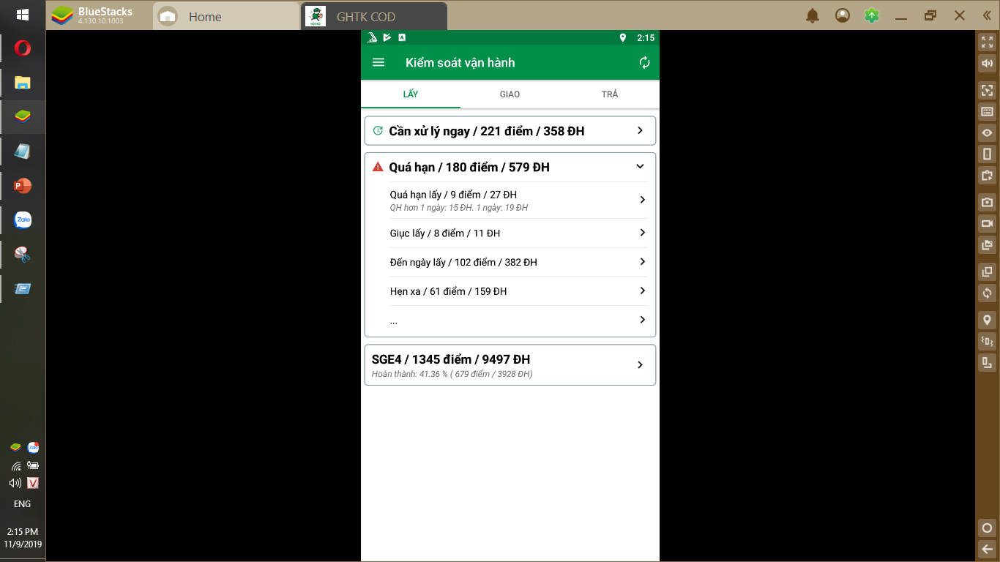 BlueStacks
4.130.10.1003
Home
GHTK COD
2:15
Kiểm soát vận hành
LẤY
GIAO
TRẢ
Cần xử lý ngay / 221 điểm / 358 ĐH
Quá hạn / 180 điểm / 579 ĐH
Quá hạn lấy / 9 điểm / 27 ĐH
QH hơn 1 ngày: 15 ĐH. 1 ngày: 19 ĐH
Giục lấy / 8 điểm / 11 ĐH
Đến ngày lấy / 102 điểm / 382 ĐH
Hẹn xa / 61 điểm / 159 ĐH
...
SGE4 / 1345 điểm / 9497 ĐH
Hoàn thành: 41.36 % ( 679 điểm / 3928 ĐH)
Zalo
ENG
2:15 PM
11/9/2019